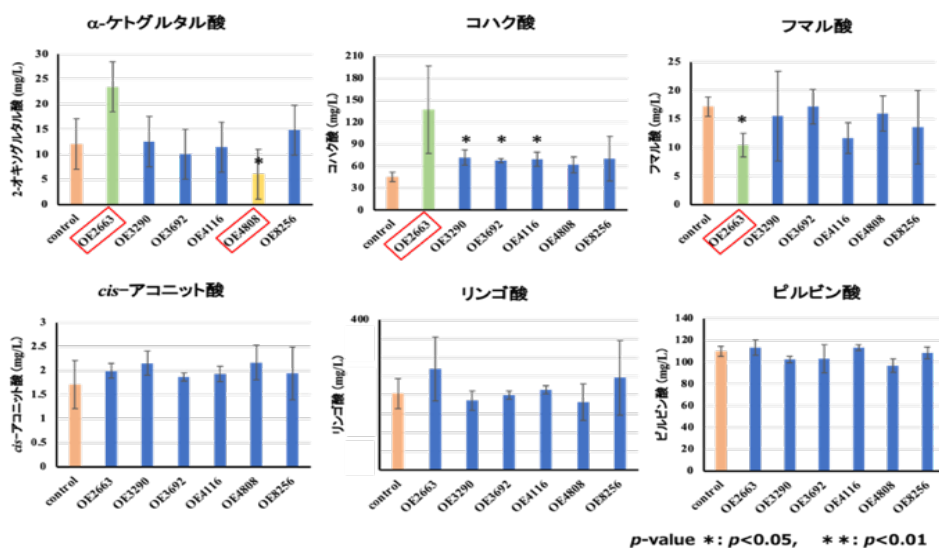 α-ケトグルタル酸
2-オキソグルタル酸 (mg/L)
30
25
20
15
10
5
0
*
control
OE2663
OE3290
OE3692
OE4116
OE4808
OE8256
コハク酸
コハク酸 (mg/L)
210
180
150
120
90
60
30
0
* * *
control
OE2663
OE3290
OE3692
OE4116
OE4808
OE8256
フマル酸
フマル酸 (mg/L)
25
20
15
10
5
0
*
control
OE2663
OE3290
OE3692
OE4116
OE4808
OE8256
cis-アコニット酸
cis-アコニット酸 (mg/L)
3
2.5
2
1.5
1
0.5
0
control
OE2663
OE3290
OE3692
OE4116
OE4808
OE8256
リンゴ酸
リンゴ酸 (mg/L)
400
control
OE2663
OE3290
OE3692
OE4116
OE4808
OE8256
ピルビン酸
ピルビン酸 (mg/L)
140
120
100
80
60
40
20
0
control
OE2663
OE3290
OE3692
OE4116
OE4808
OE8256
p-value *: p<0.05, **: p<0.01